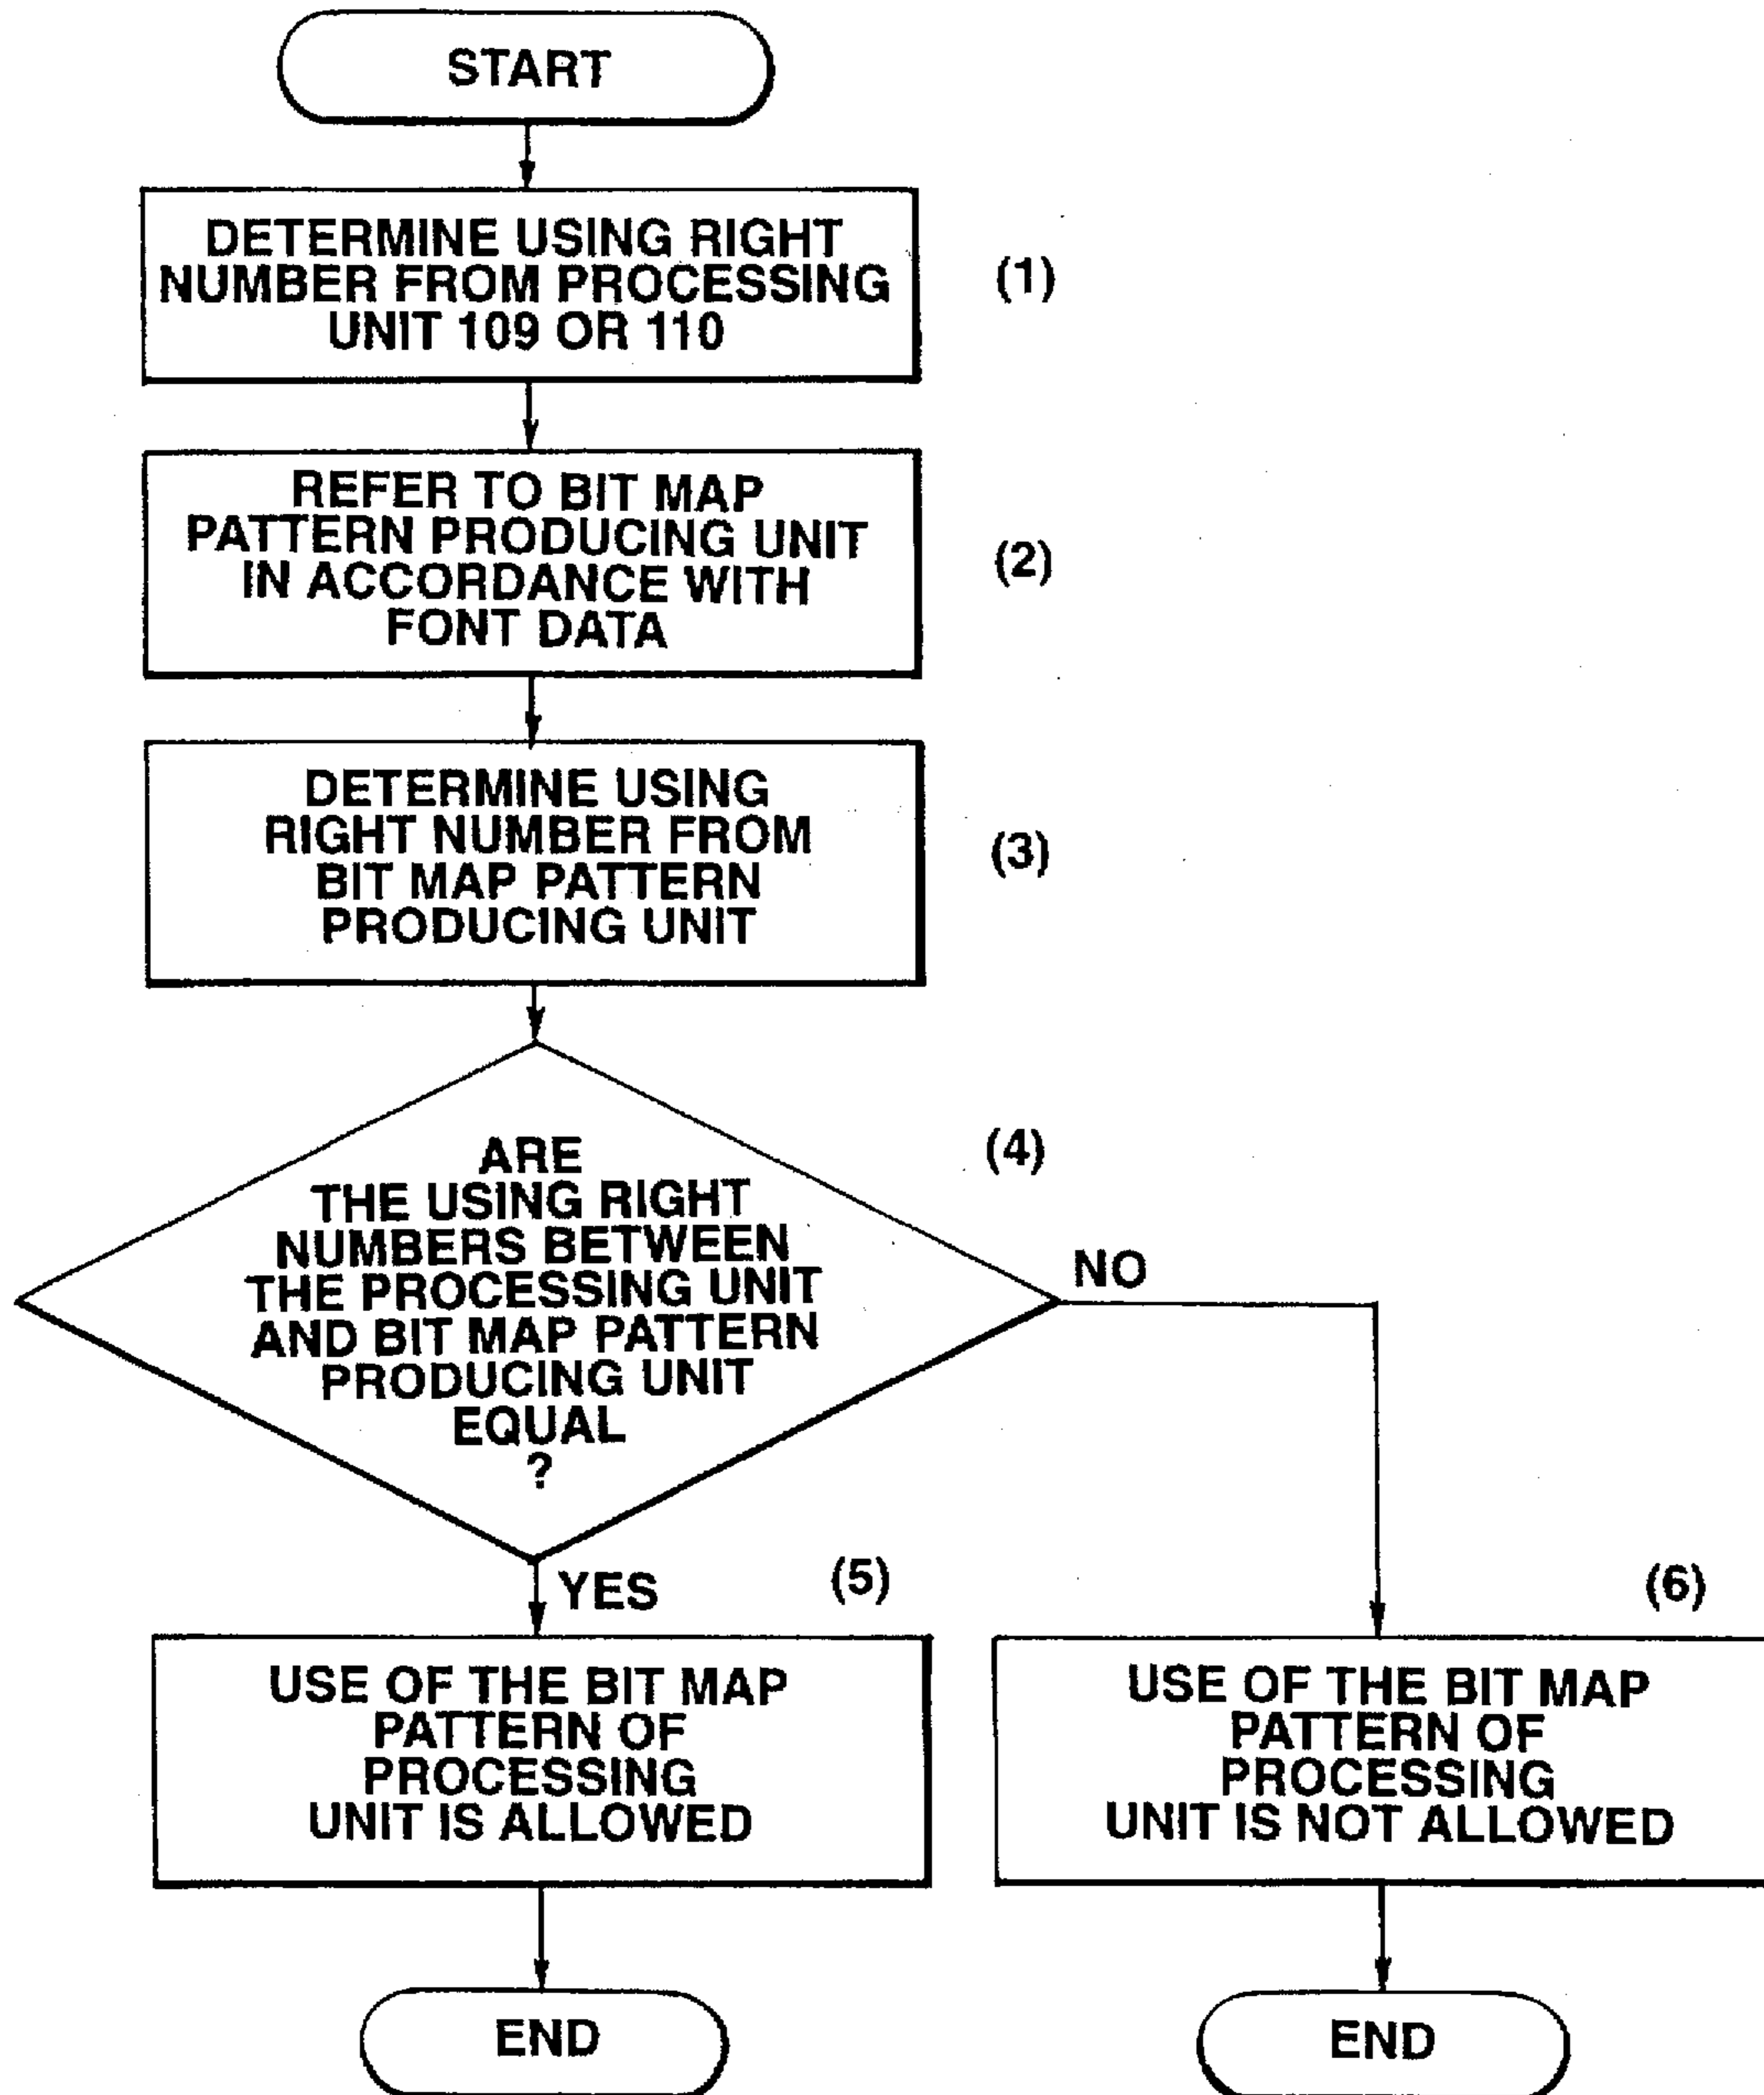 START
DETERMINE USING RIGHT
NUMBER FROM PROCESSING
UNIT 109 OR 110
(1)
REFER TO BIT MAP
PATTERN PRODUCING UNIT
IN ACCORDANCE WITH
FONT DATA
(2)
DETERMINE USING
RIGHT NUMBER FROM
BIT MAP PATTERN
PRODUCING UNIT
(3)
ARE
THE USING RIGHT
NUMBERS BETWEEN
THE PROCESSING UNIT
AND BIT MAP PATTERN
PRODUCING UNIT
EQUAL
?
(4)
NO
YES
(5)
USE OF THE BIT MAP
PATTERN OF
PROCESSING
UNIT IS ALLOWED
(6)
USE OF THE BIT MAP
PATTERN OF
PROCESSING
UNIT IS NOT ALLOWED
END
END